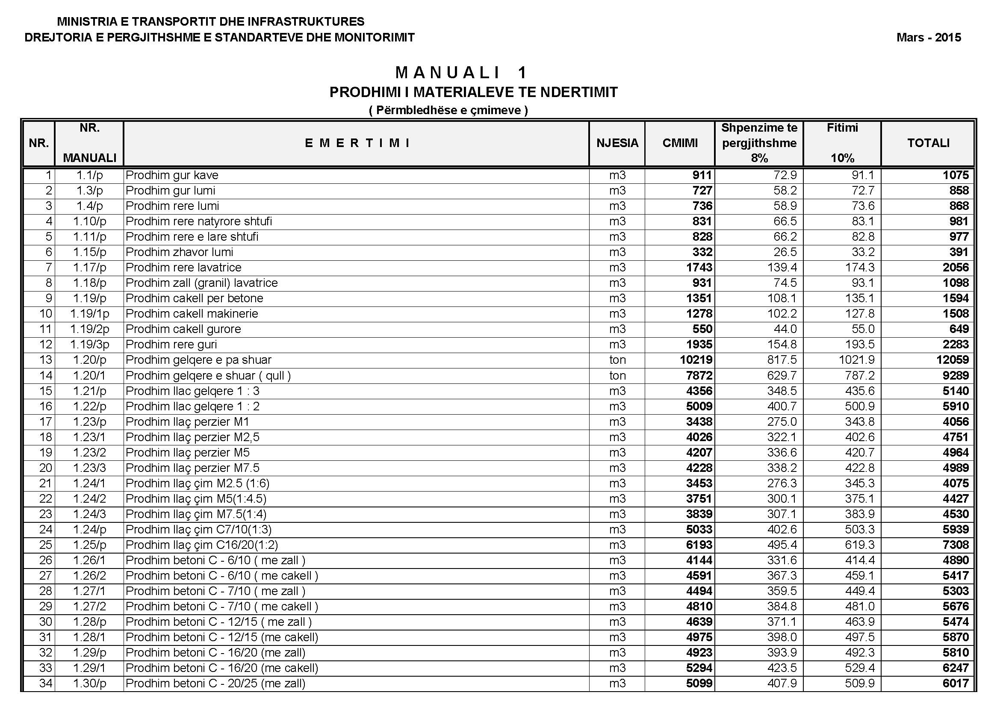 MINISTRIA E TRANSPORTIT DHE INFRASTRUKTURES
DREJTORIA E PERGJITHSHME E STANDARTEVE DHE MONITORIMIT Mars - 2015
MANUALI 1
PRODHIMI I MATERIALEVE TE NDERTIMIT
( Përmbledhëse e çmimeve )
NR. NR. MANUALI EMERTIMI NJESIA CMIMI Shpenzime te pergjithshme 8% Fitimi 10% TOTALI
1 1.1/p Prodhim gur kave m3 911 72.9 91.1 1075
2 1.3/p Prodhim gur lumi m3 727 58.2 72.7 858
3 1.4/p Prodhim rere lumi m3 736 58.9 73.6 868
4 1.10/p Prodhim rere natyrore shtufi m3 831 66.5 83.1 981
5 1.11/p Prodhim rere e lare shtufi m3 828 66.2 82.8 977
6 1.15/p Prodhim zhavor lumi m3 332 26.5 33.2 391
7 1.17/p Prodhim rere lavatrice m3 1743 139.4 174.3 2056
8 1.18/p Prodhim zall (granil) lavatrice m3 931 74.5 93.1 1098
9 1.19/p Prodhim cakell per betone m3 1351 108.1 135.1 1594
10 1.19/1p Prodhim cakell makinerie m3 1278 102.2 127.8 1508
11 1.19/2p Prodhim cakell gurore m3 550 44.0 55.0 649
12 1.19/3p Prodhim rere guri m3 1935 154.8 193.5 2283
13 1.20/p Prodhim gelqere e pa shuar ton 10219 817.5 1021.9 12059
14 1.20/1 Prodhim gelqere e shuar ( qull ) ton 7872 629.7 787.2 9289
15 1.21/p Prodhim llac gelqere 1 : 3 m3 4356 348.5 435.6 5140
16 1.22/p Prodhim llac gelqere 1 : 2 m3 5009 400.7 500.9 5910
17 1.23/p Prodhim llaç perzier M1 m3 3438 275.0 343.8 4056
18 1.23/1 Prodhim llaç perzier M2,5 m3 4026 322.1 402.6 4751
19 1.23/2 Prodhim llaç perzier M5 m3 4207 336.6 420.7 4964
20 1.23/3 Prodhim llaç perzier M7.5 m3 4228 338.2 422.8 4989
21 1.24/1 Prodhim llaç çim M2.5 (1:6) m3 3453 276.3 345.3 4075
22 1.24/2 Prodhim llaç çim M5(1:4.5) m3 3751 300.1 375.1 4427
23 1.24/3 Prodhim llaç çim M7.5(1:4) m3 3839 307.1 383.9 4530
24 1.24/p Prodhim llaç çim C7/10(1:3) m3 5033 402.6 503.3 5939
25 1.25/p Prodhim llaç çim C16/20(1:2) m3 6193 495.4 619.3 7308
26 1.26/1 Prodhim betoni C - 6/10 ( me zall ) m3 4144 331.6 414.4 4890
27 1.26/2 Prodhim betoni C - 6/10 ( me cakell ) m3 4591 367.3 459.1 5417
28 1.27/1 Prodhim betoni C - 7/10 ( me zall ) m3 4494 359.5 449.4 5303
29 1.27/2 Prodhim betoni C - 7/10 ( me cakell ) m3 4810 384.8 481.0 5676
30 1.28/p Prodhim betoni C - 12/15 ( me zall ) m3 4639 371.1 463.9 5474
31 1.28/1 Prodhim betoni C - 12/15 (me cakell) m3 4975 398.0 497.5 5870
32 1.29/p Prodhim betoni C - 16/20 (me zall) m3 4923 393.9 492.3 5810
33 1.29/1 Prodhim betoni C - 16/20 (me cakell) m3 5294 423.5 529.4 6247
34 1.30/p Prodhim betoni C - 20/25 (me zall) m3 5099 407.9 509.9 6017